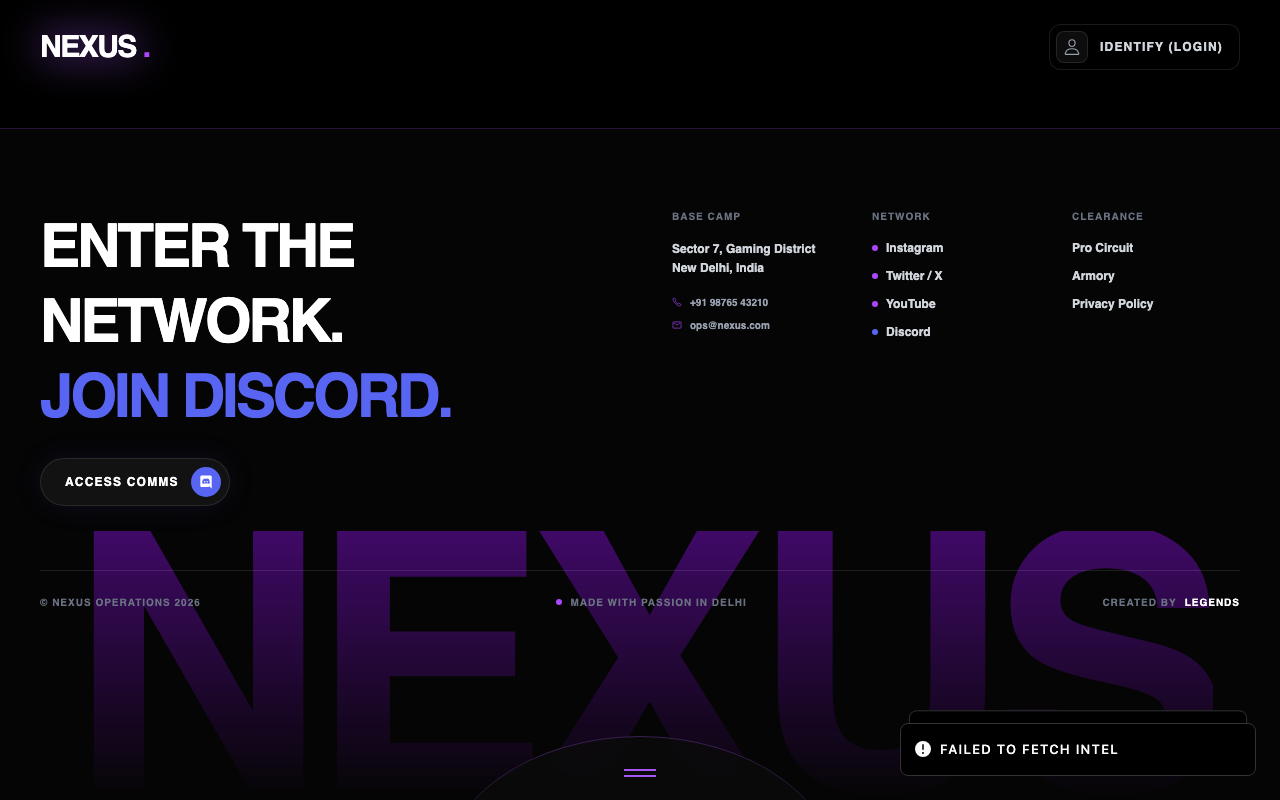 NEXUS .
IDENTIFY (LOGIN)
ENTER THE
NETWORK.
JOIN DISCORD.
ACCESS COMMS
BASE CAMP
Sector 7, Gaming District
New Delhi, India
+91 98765 43210
ops@nexus.com
NETWORK
Instagram
Twitter / X
YouTube
Discord
CLEARANCE
Pro Circuit
Armory
Privacy Policy
NEXUS
© NEXUS OPERATIONS 2026
MADE WITH PASSION IN DELHI
CREATED BY LEGENDS
FAILED TO FETCH INTEL